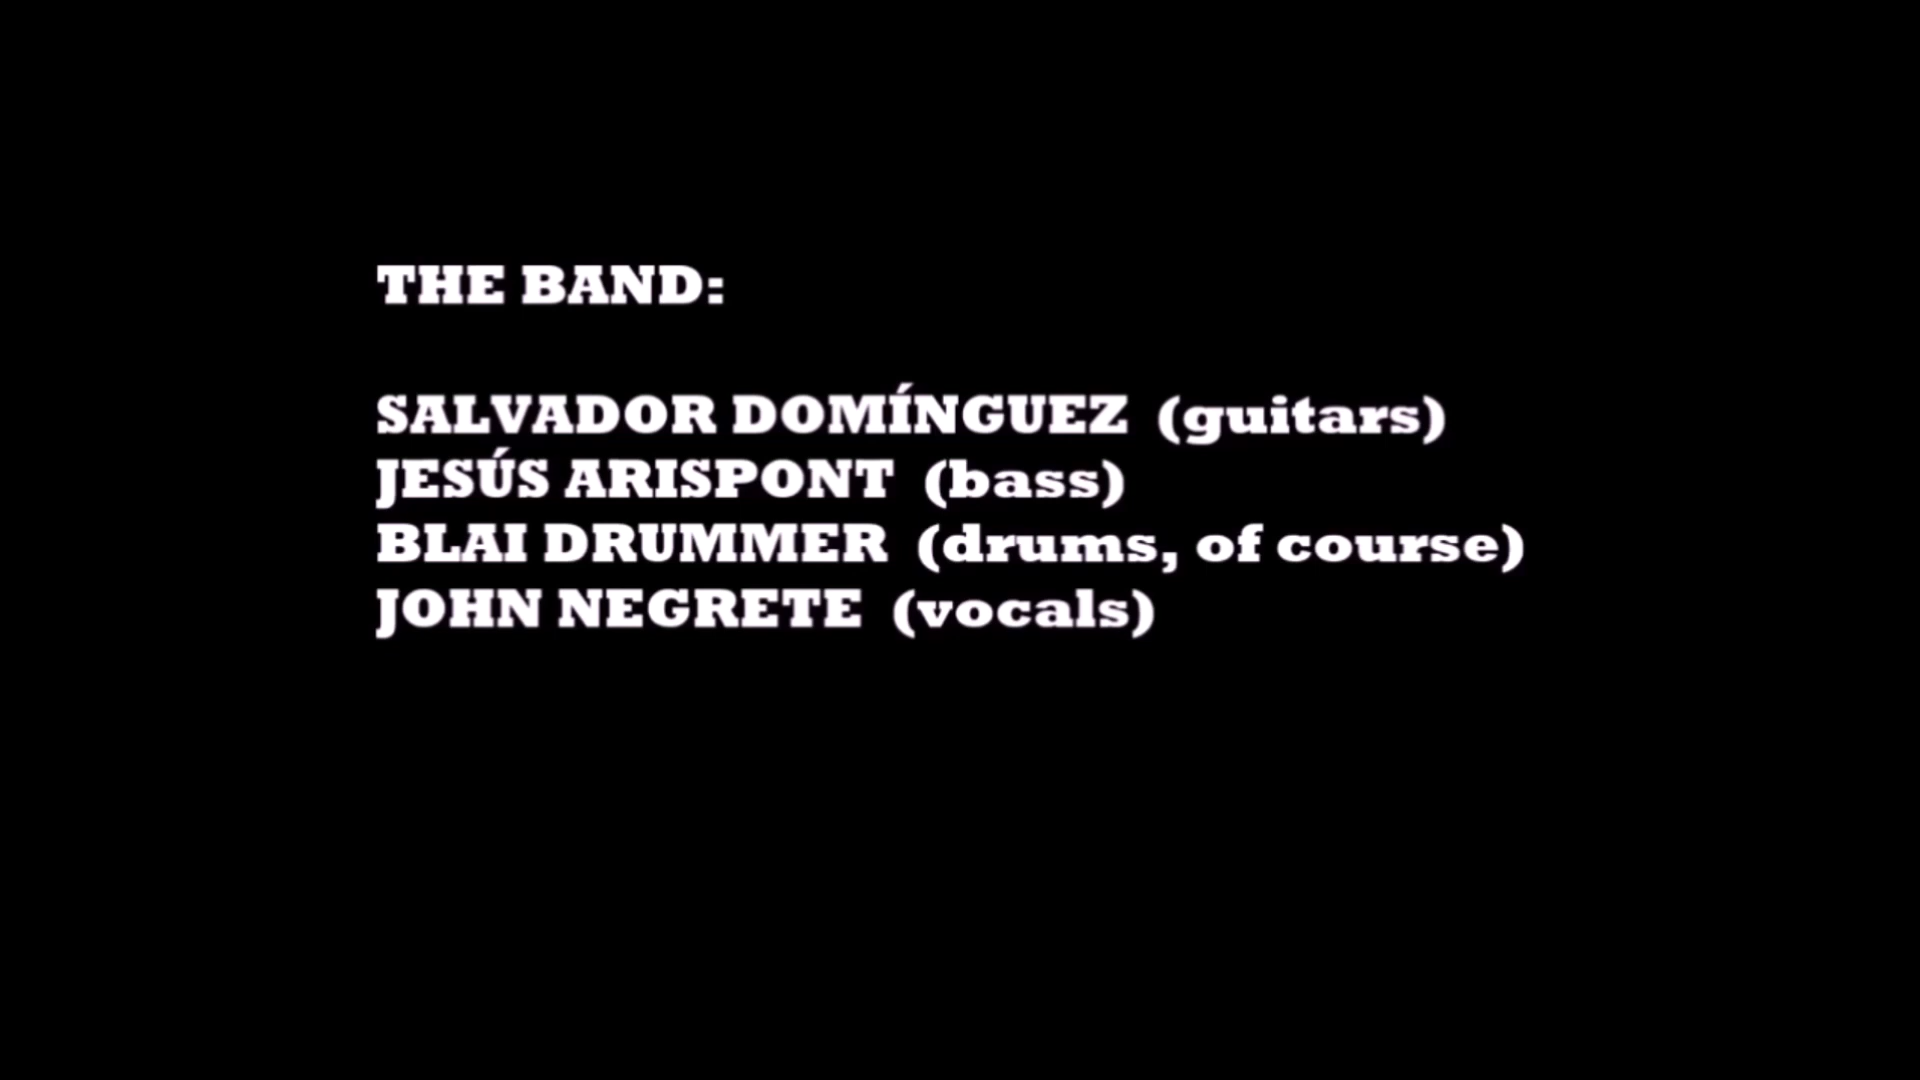 THE BAND:
SALVADOR DOMÍNGUEZ (guitars)
JESÚS ARISPONT (bass)
BLAI DRUMMER (drums, of course)
JOHN NEGRETE (vocals)